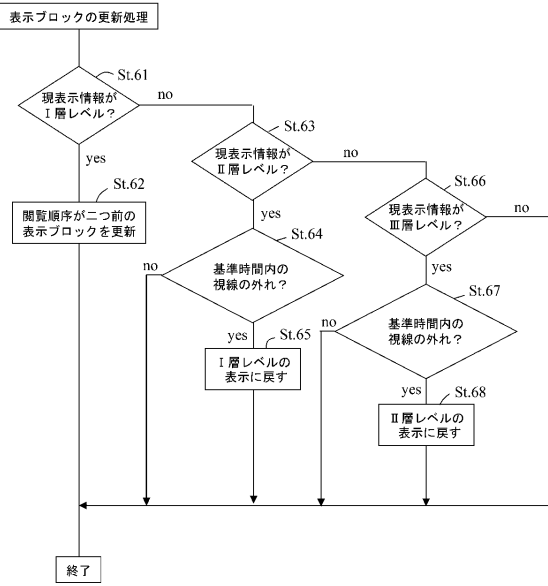 表示ブロックの更新処理
St.61
現表示情報が
Ⅰ層レベル?
no
yes
St.62
閲覧順序が二つ前の
表示ブロックを更新
St.63
現表示情報が
Ⅱ層レベル?
no
yes
St.64
基準時間内の
視線の外れ?
no
yes
St.65
Ⅰ層レベルの
表示に戻す
St.66
現表示情報が
Ⅲ層レベル?
no
yes
St.67
基準時間内の
視線の外れ?
no
yes
St.68
Ⅱ層レベルの
表示に戻す
終了